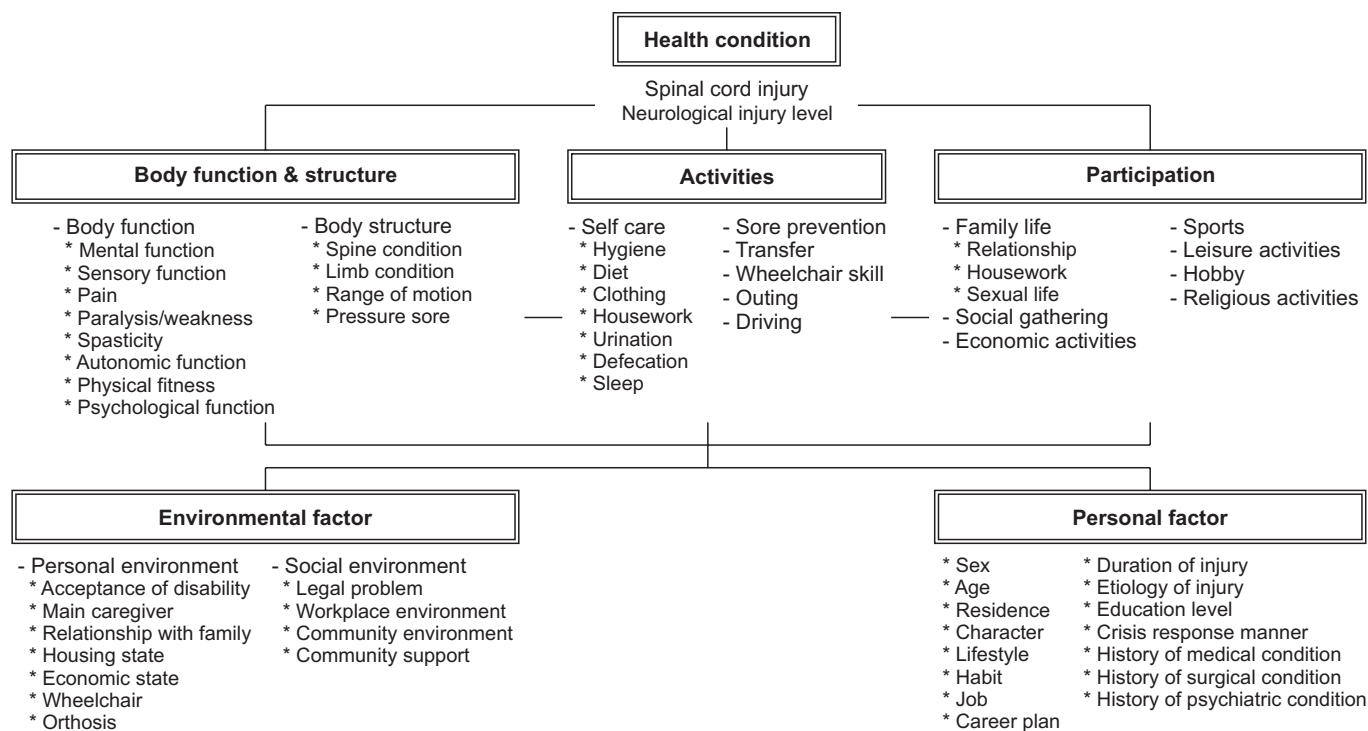 Health condition
Spinal cord injury
Neurological injury level
Body function & structure
- Body function
* Mental function
* Sensory function
* Pain
* Paralysis/weakness
* Spasticity
* Autonomic function
* Physical fitness
* Psychological function
- Body structure
* Spine condition
* Limb condition
* Range of motion
* Pressure sore
Activities
- Self care
* Hygiene
* Diet
* Clothing
* Housework
* Urination
* Defecation
* Sleep
- Sore prevention
- Transfer
- Wheelchair skill
- Outing
- Driving
Participation
- Family life
* Relationship
* Housework
* Sexual life
- Social gathering
- Economic activities
- Sports
- Leisure activities
- Hobby
- Religious activities
Environmental factor
- Personal environment
* Acceptance of disability
* Main caregiver
* Relationship with family
* Housing state
* Economic state
* Wheelchair
* Orthosis
- Social environment
* Legal problem
* Workplace environment
* Community environment
* Community support
Personal factor
* Sex
* Age
* Residence
* Character
* Lifestyle
* Habit
* Job
* Career plan
* Duration of injury
* Etiology of injury
* Education level
* Crisis response manner
* History of medical condition
* History of surgical condition
* History of psychiatric condition